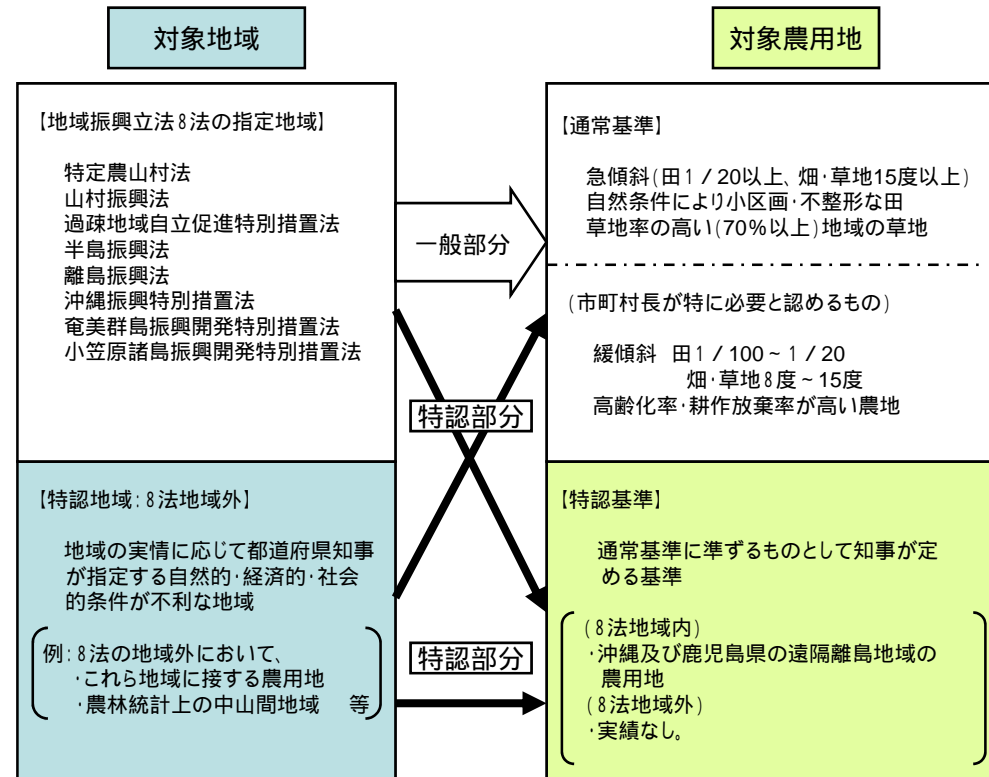 対象地域
対象農用地
【地域振興立法8法の指定地域】
特定農山村法
山村振興法
過疎地域自立促進特別措置法
半島振興法
離島振興法
沖縄振興特別措置法
奄美群島振興開発特別措置法
小笠原諸島振興開発特別措置法
一般部分
【通常基準】
急傾斜(田1/20以上、畑・草地15度以上)
自然条件により小区画・不整形な田
草地率の高い(70%以上)地域の草地
(市町村長が特に必要と認めるもの)
緩傾斜 田1/100~1/20
畑・草地8度~15度
高齢化率・耕作放棄率が高い農地
特認部分
【特認地域:8法地域外】
地域の実情に応じて都道府県知事
が指定する自然的・経済的・社会
的条件が不利な地域
例:8法の地域外において、
・これら地域に接する農用地
・農林統計上の中山間地域 等
特認部分
【特認基準】
通常基準に準ずるものとして知事が定
める基準
(8法地域内)
・沖縄及び鹿児島県の遠隔離島地域の
農用地
(8法地域外)
・実績なし。